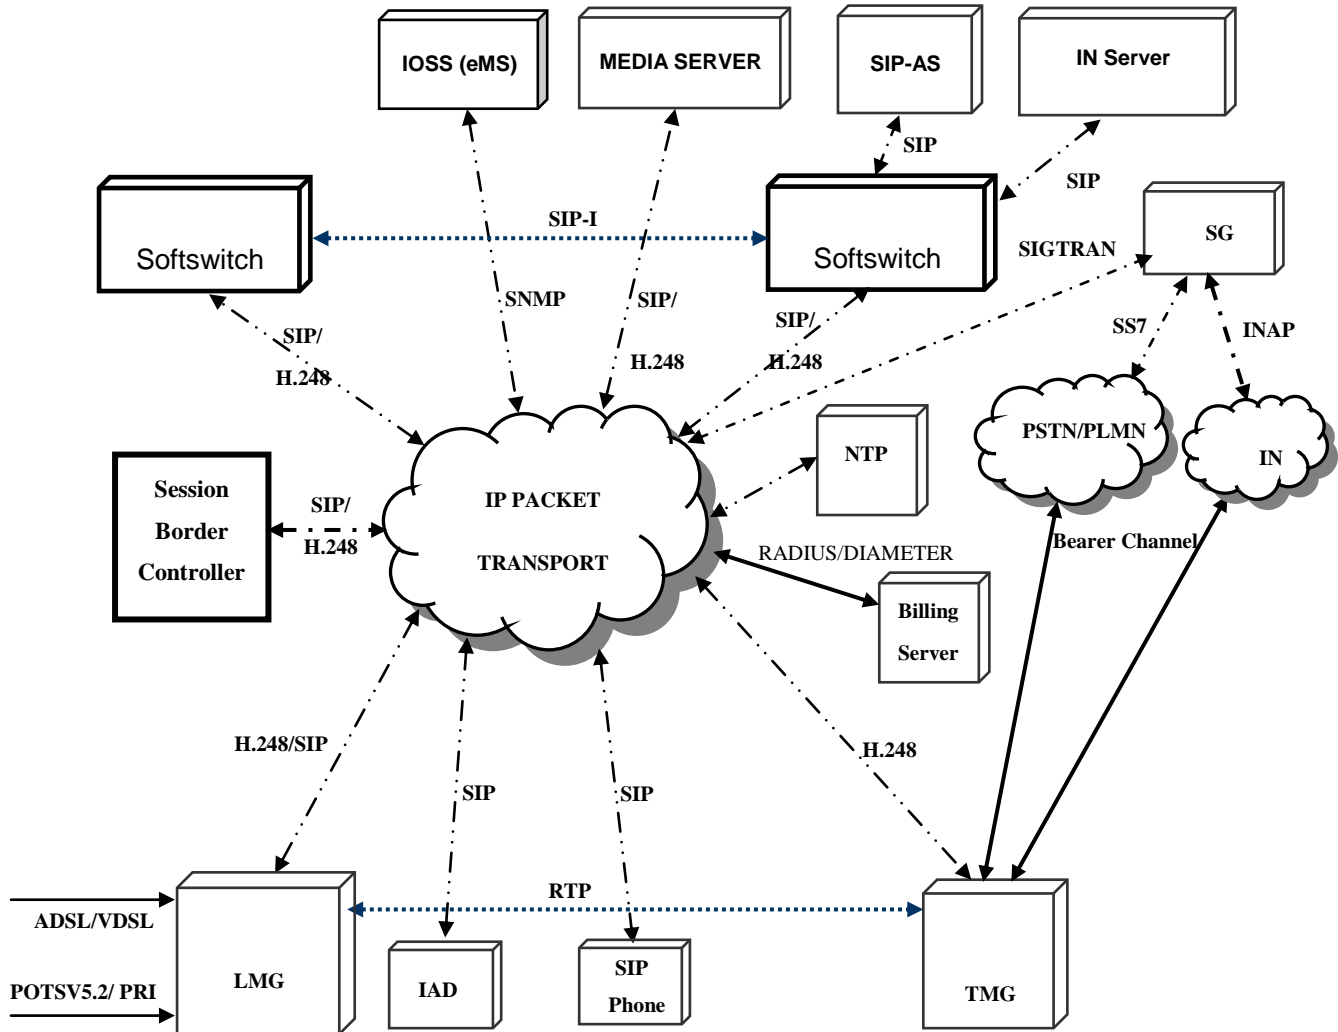 IOSS (eMS)
MEDIA SERVER
SIP-AS
IN Server
SIP
SIP
SIP-I
Softswitch
Softswitch
SIGTRAN
SG
SNMP
SIP/
H.248
SIP/
H.248
SIP/
H.248
SS7
INAP
PSTN/PLMN
IN
NTP
Session
Border
Controller
SIP/
H.248
IP PACKET
TRANSPORT
Bearer Channel
RADIUS/DIAMETER
Billing
Server
H.248/SIP
SIP
SIP
H.248
RTP
ADSL/VDSL
POTSV5.2/ PRI
LMG
IAD
SIP
Phone
TMG